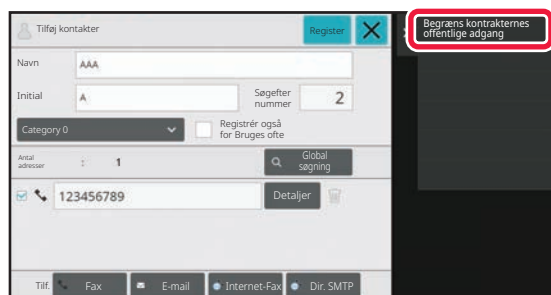 Tilføj kontakter
Register
Begræns kontrakternes
offentlige adgang
Navn
AAA
Initial
A
Søgefter
nummer
2
Category 0
Registrér også
for Bruges ofte
Antal
adresser
:
1
Global
søgning
123456789
Detaljer
Tilf.
Fax
E-mail
Internet-Fax
Dir. SMTP